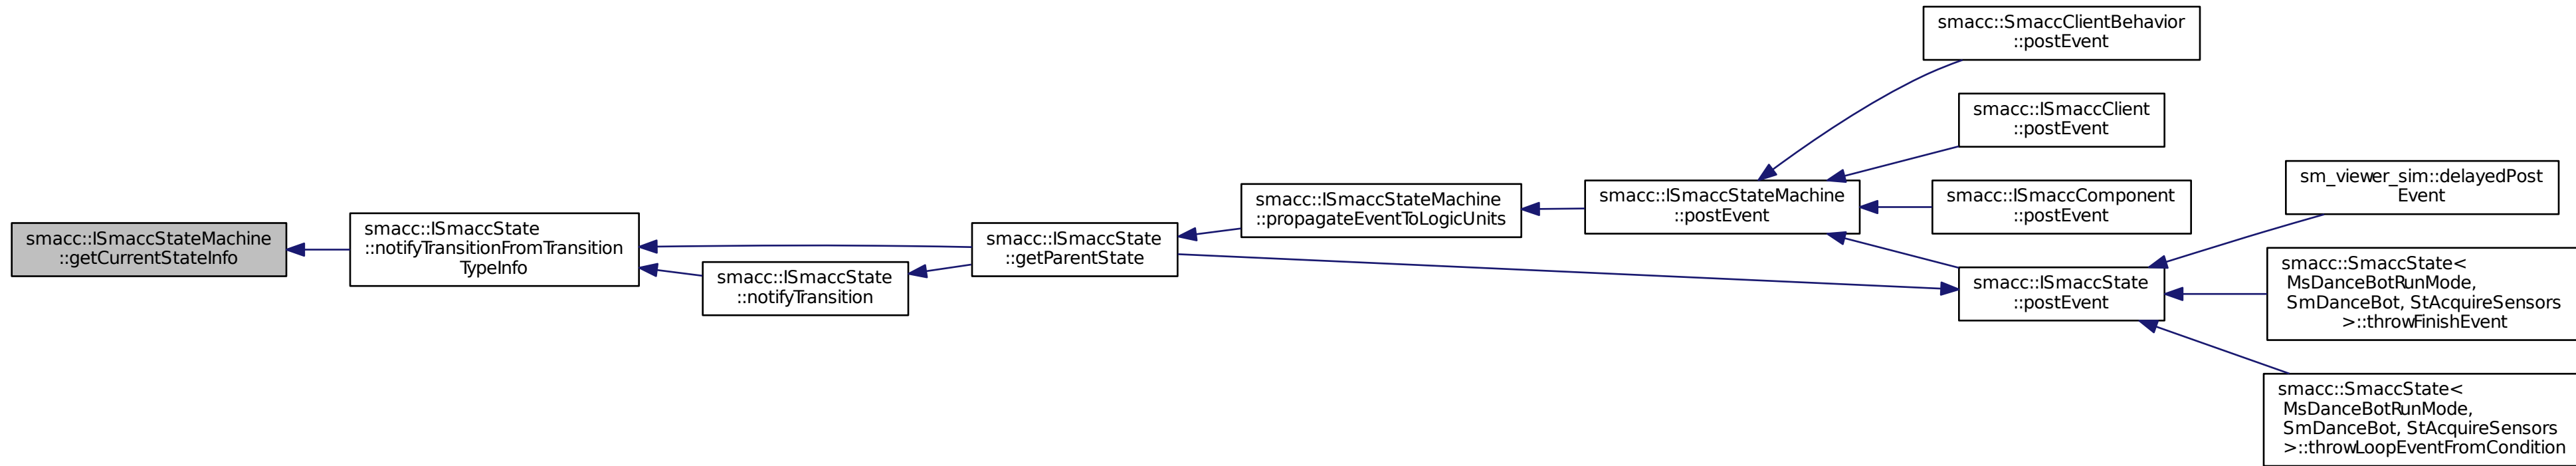 smacc::ISmaccStateMachine
::getCurrentStateInfo
smacc::ISmaccState
::notifyTransitionFromTransition
TypeInfo
smacc::ISmaccState
::notifyTransition
smacc::ISmaccState
::getParentState
smacc::ISmaccStateMachine
::propagateEventToLogicUnits
smacc::ISmaccStateMachine
::postEvent
smacc::SmaccClientBehavior
::postEvent
smacc::ISmaccClient
::postEvent
smacc::ISmaccComponent
::postEvent
smacc::ISmaccState
::postEvent
sm_viewer_sim::delayedPost
Event
smacc::SmaccState<
MsDanceBotRunMode,
SmDanceBot, StAcquireSensors
>::throwFinishEvent
smacc::SmaccState<
MsDanceBotRunMode,
SmDanceBot, StAcquireSensors
>::throwLoopEventFromCondition